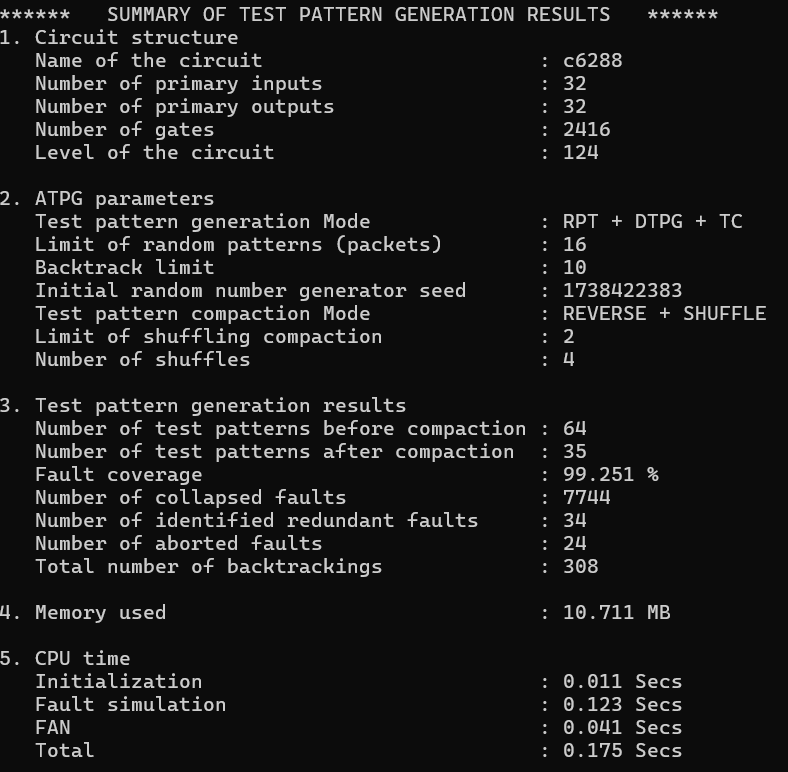 ******   SUMMARY OF TEST PATTERN GENERATION RESULTS   ******
1. Circuit structure
   Name of the circuit                       : c6288
   Number of primary inputs                  : 32
   Number of primary outputs                 : 32
   Number of gates                           : 2416
   Level of the circuit                      : 124

2. ATPG parameters
   Test pattern generation Mode              : RPT + DTPG + TC
   Limit of random patterns (packets)        : 16
   Backtrack limit                           : 10
   Initial random number generator seed      : 1738422383
   Test pattern compaction Mode              : REVERSE + SHUFFLE
   Limit of shuffling compaction             : 2
   Number of shuffles                        : 4

3. Test pattern generation results
   Number of test patterns before compaction : 64
   Number of test patterns after compaction  : 35
   Fault coverage                            : 99.251 %
   Number of collapsed faults                : 7744
   Number of identified redundant faults     : 34
   Number of aborted faults                  : 24
   Total number of backtrackings             : 308

4. Memory used                               : 10.711 MB

5. CPU time
   Initialization                            : 0.011 Secs
   Fault simulation                          : 0.123 Secs
   FAN                                       : 0.041 Secs
   Total                                     : 0.175 Secs